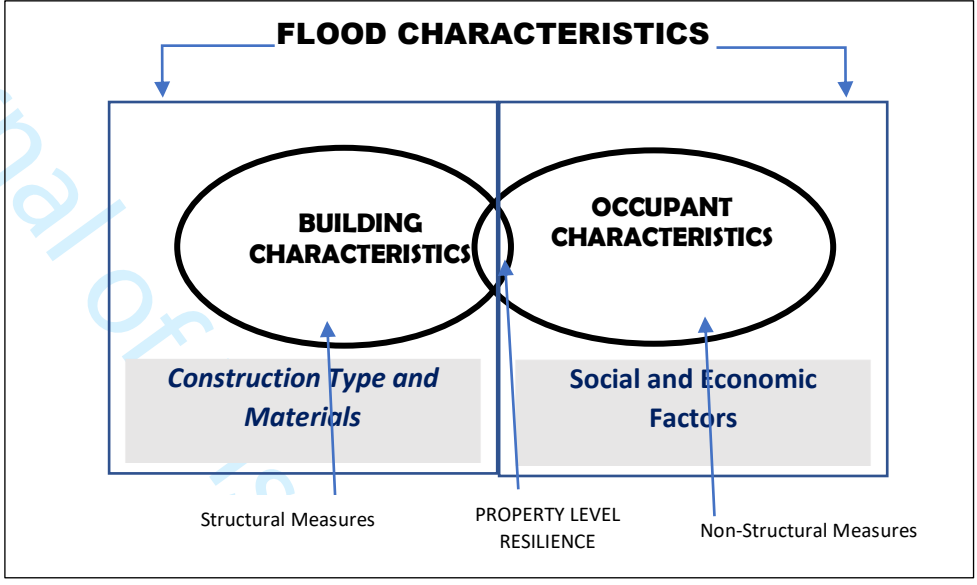 FLOOD CHARACTERISTICS
BUILDING
CHARACTERISTICS
OCCUPANT
CHARACTERISTICS
Construction Type and
Materials
Social and Economic
Factors
Structural Measures
PROPERTY LEVEL
RESILIENCE
Non-Structural Measures